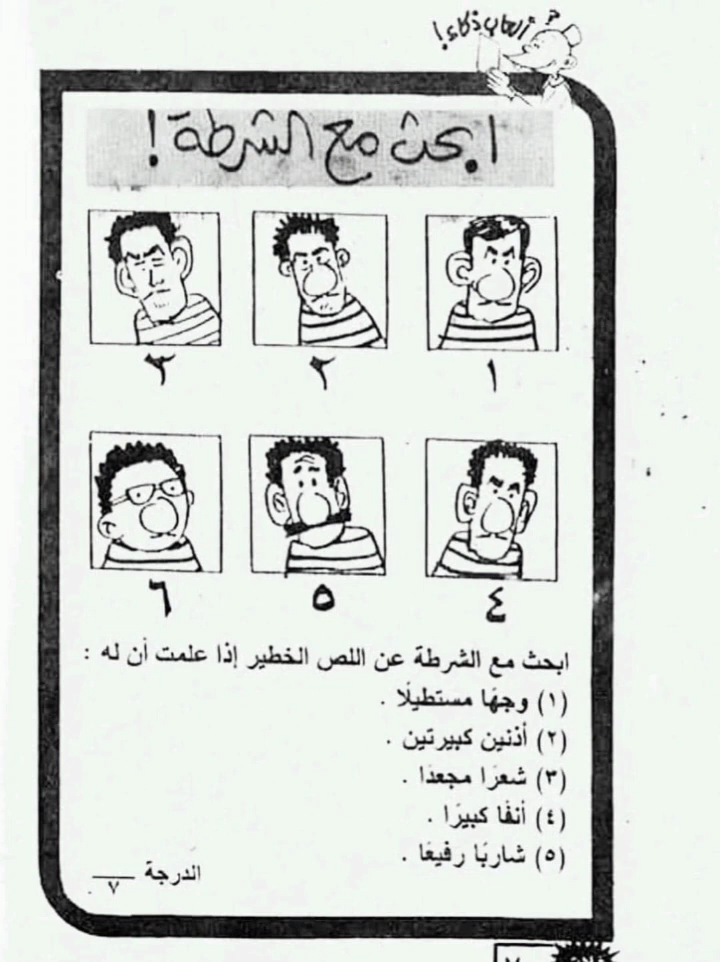 ألعاب ذكاء!
؟
ابحث مع الشرطة!
١ ٢ ٣
٤ ٥ ٦
ابحث مع الشرطة عن اللص الخطير إذا علمت أن له :
(١) وجهًا مستطيلًا .
(٢) أذنين كبيرتين .
(٣) شعرًا مجعدًا .
(٤) أنفًا كبيرًا .
(٥) شاربًا رفيعًا .
الدرجة ــــ
٧